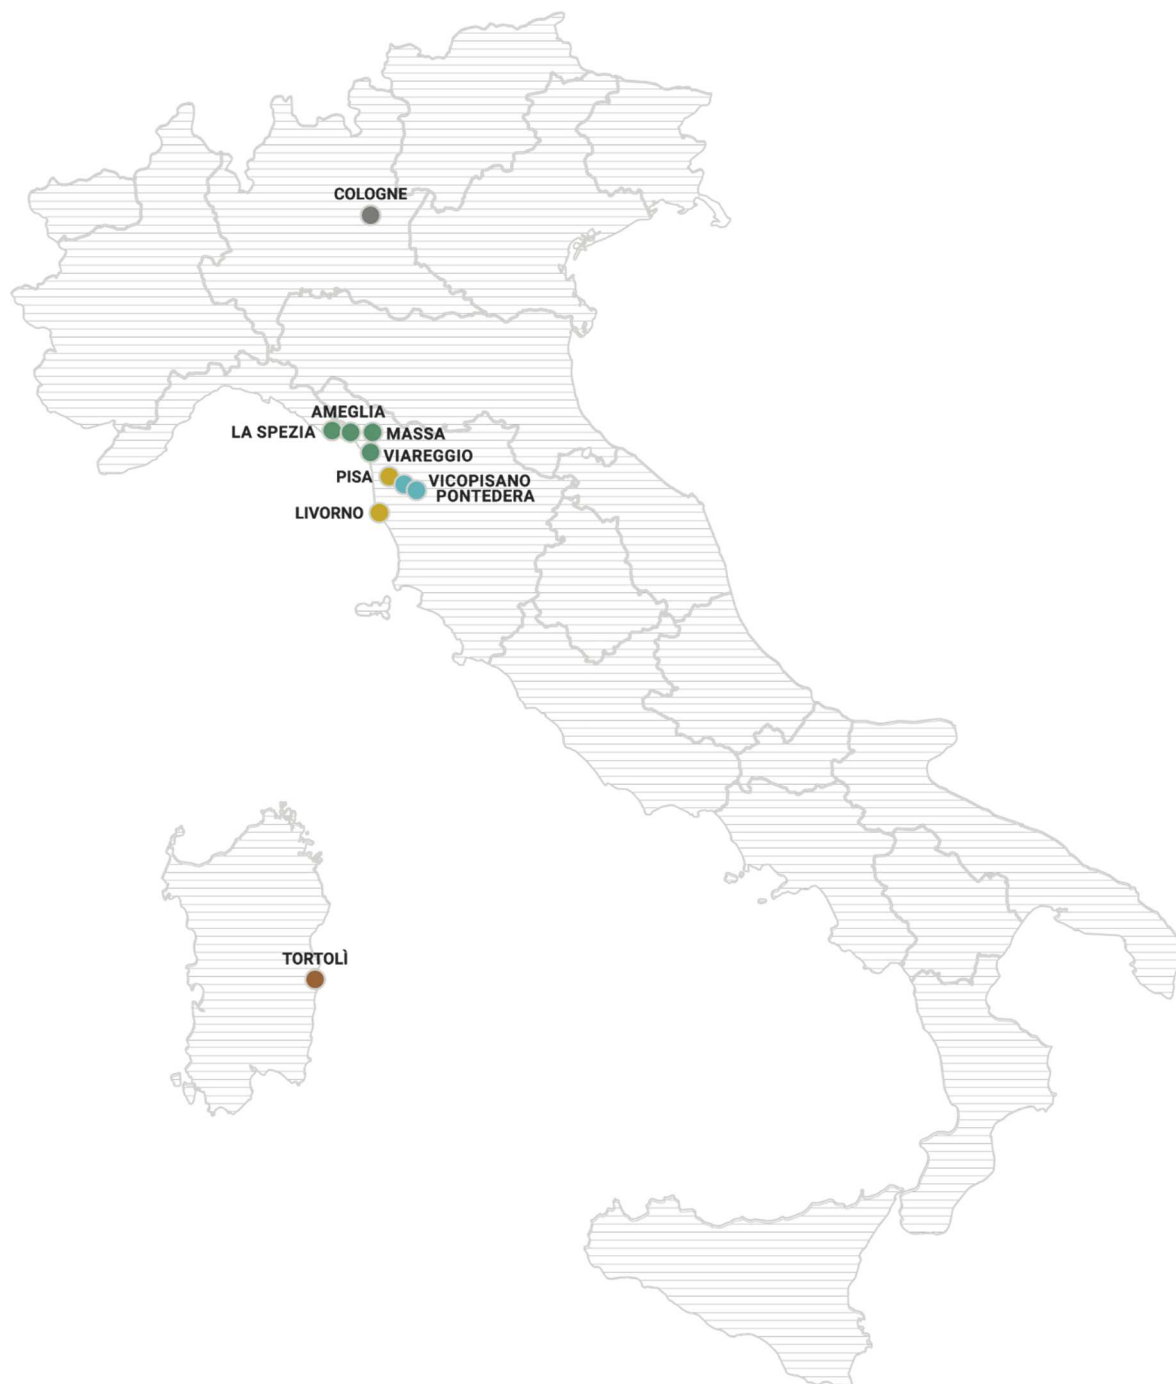 COLOGNE
AMEGLIA
LA SPEZIA
MASSA
VIAREGGIO
PISA
VICOPISANO
PONTEDERA
LIVORNO
TORTOLÌ